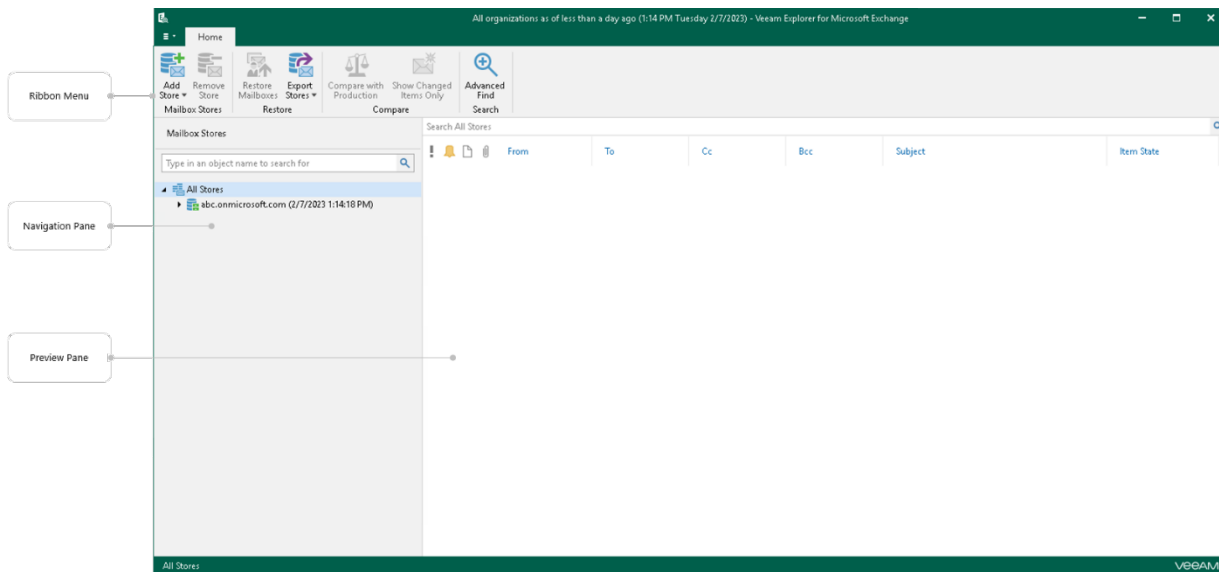 All organizations as of less than a day ago (1:14 PM Tuesday 2/7/2023) - Veeam Explorer for Microsoft Exchange
Home
Ribbon Menu
Add Store
Remove Store
Restore Mailboxes
Export Stores
Compare with Production
Show Changed Items Only
Advanced Find
Mailbox Stores
Restore
Compare
Search
Mailbox Stores
Search All Stores
Type in an object name to search for
From To Cc Bcc Subject Item State
All Stores
abc.onmicrosoft.com (2/7/2023 1:14:18 PM)
Navigation Pane
Preview Pane
All Stores
veeAM